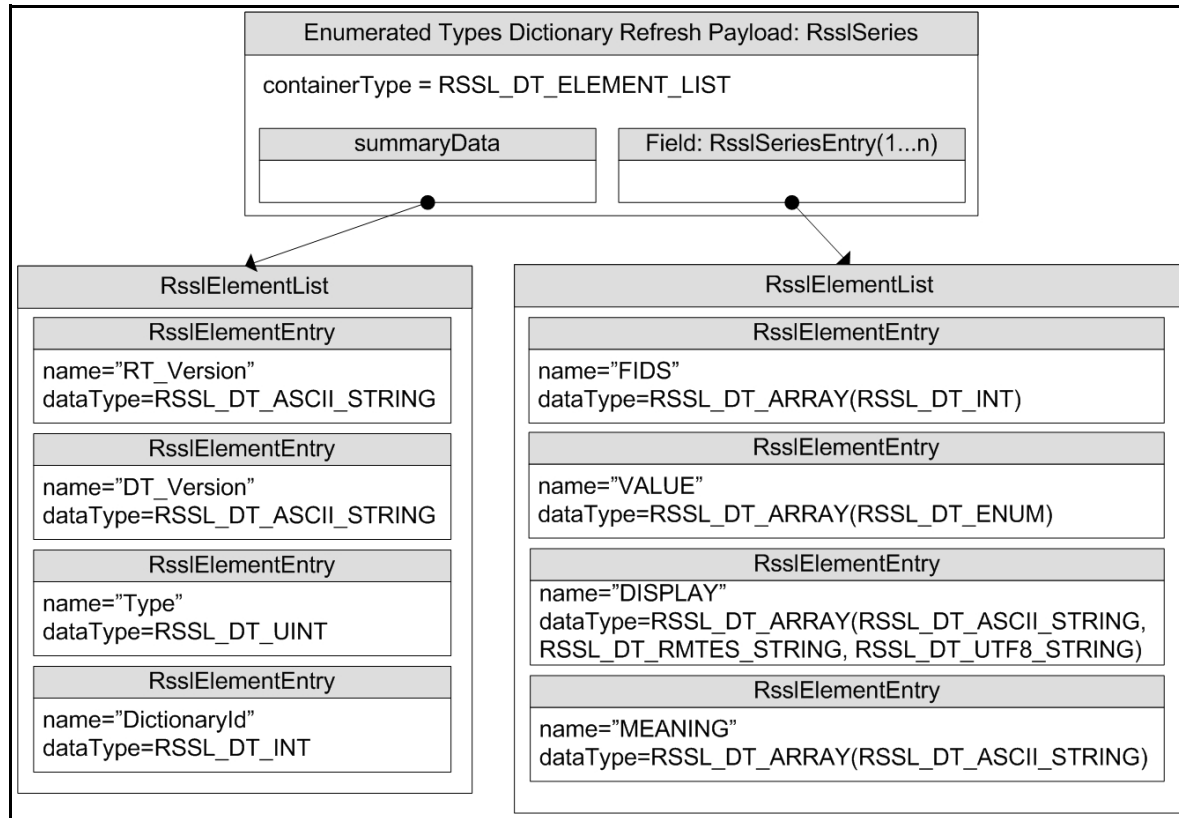 Enumerated Types Dictionary Refresh Payload: RsslSeries
containerType = RSSL_DT_ELEMENT_LIST
summaryData
Field: RsslSeriesEntry(1...n)
RsslElementList
RsslElementEntry
name=”RT_Version”
dataType=RSSL_DT_ASCII_STRING
RsslElementEntry
name=”DT_Version”
dataType=RSSL_DT_ASCII_STRING
RsslElementEntry
name=”Type”
dataType=RSSL_DT_UINT
RsslElementEntry
name=”DictionaryId”
dataType=RSSL_DT_INT
RsslElementList
RsslElementEntry
name=”FIDS”
dataType=RSSL_DT_ARRAY(RSSL_DT_INT)
RsslElementEntry
name=”VALUE”
dataType=RSSL_DT_ARRAY(RSSL_DT_ENUM)
RsslElementEntry
name=”DISPLAY”
dataType=RSSL_DT_ARRAY(RSSL_DT_ASCII_STRING,
RSSL_DT_RMTES_STRING, RSSL_DT_UTF8_STRING)
RsslElementEntry
name=”MEANING”
dataType=RSSL_DT_ARRAY(RSSL_DT_ASCII_STRING)